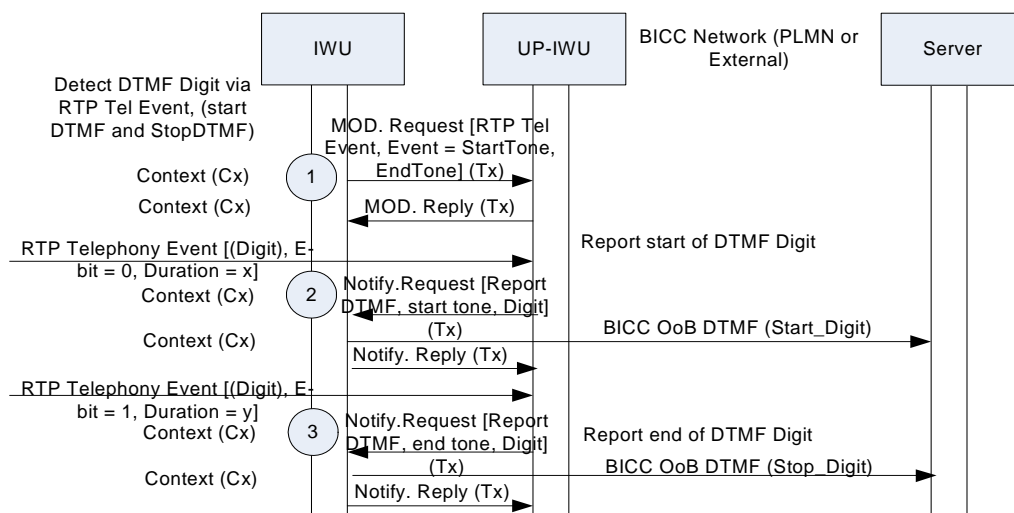 IWU
UP-IWU
BICC Network (PLMN or
External)
Server
Detect DTMF Digit via
RTP Tel Event, (start
DTMF and StopDTMF)
MOD. Request [RTP Tel
Event, Event = StartTone,
EndTone] (Tx)
Context (Cx)
1
Context (Cx)
MOD. Reply (Tx)
RTP Telephony Event [(Digit), E-
bit = 0, Duration = x]
Report start of DTMF Digit
Context (Cx)
2
Notify.Request [Report
DTMF, start tone, Digit]
(Tx)
Context (Cx)
BICC OoB DTMF (Start_Digit)
Notify. Reply (Tx)
RTP Telephony Event [(Digit), E-
bit = 1, Duration = y]
Context (Cx)
3
Notify.Request [Report
DTMF, end tone, Digit]
(Tx)
Report end of DTMF Digit
Context (Cx)
BICC OoB DTMF (Stop_Digit)
Notify. Reply (Tx)